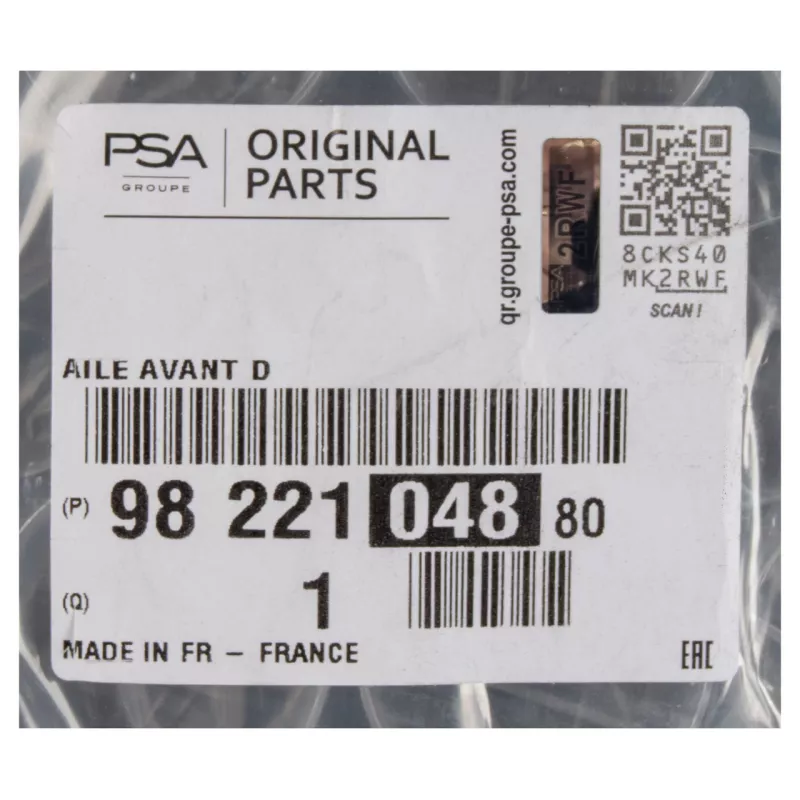 PSA
GROUPE
ORIGINAL
PARTS
qr.groupe-psa.com
PSA 2RWF
8CKS40
MK2RWF
SCAN!
AILE AVANT D
(P) 98 221 048 80
(Q) 1
MADE IN FR - FRANCE
EAC